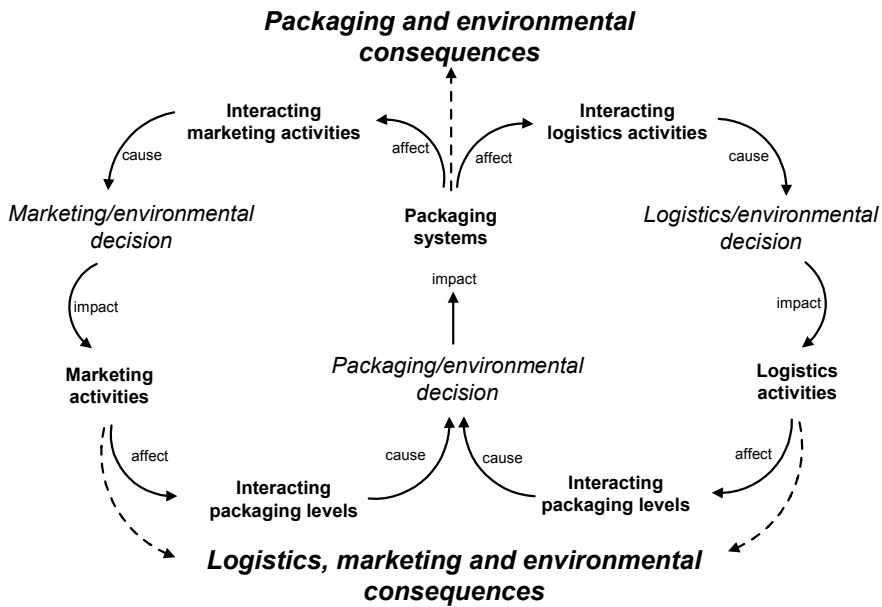 Packaging and environmental
consequences
Interacting
marketing activities
Interacting
logistics activities
affect
affect
cause
cause
Marketing/environmental
decision
Packaging
systems
Logistics/environmental
decision
impact
impact
impact
Marketing
activities
Packaging/environmental
decision
Logistics
activities
affect
cause
cause
affect
Interacting
packaging levels
Interacting
packaging levels
Logistics, marketing and environmental
consequences